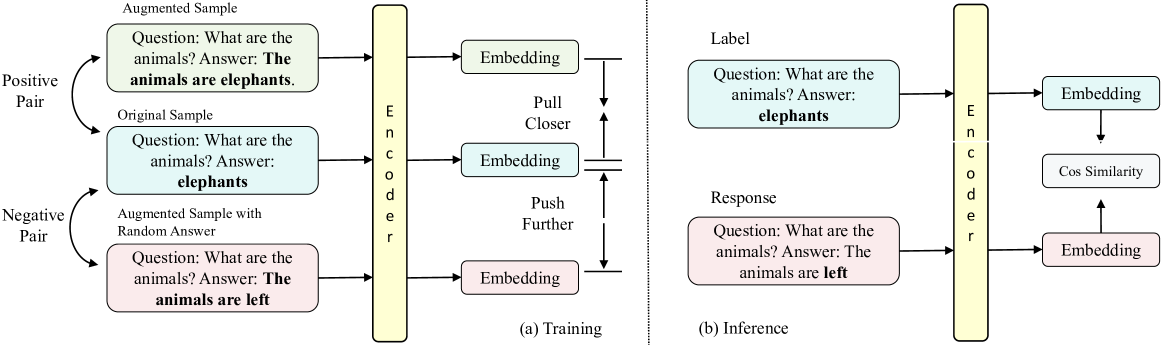 Augmented Sample
Question: What are the
animals? Answer: The
animals are elephants.
Positive
Pair
Original Sample
Question: What are the
animals? Answer:
elephants
Negative
Pair
Augmented Sample with
Random Answer
Question: What are the
animals? Answer: The
animals are left
Encoder
Embedding
Pull
Closer
Embedding
Push
Further
Embedding
(a) Training
Label
Question: What are the
animals? Answer:
elephants
Response
Question: What are the
animals? Answer: The
animals are left
Encoder
Embedding
Cos Similarity
Embedding
(b) Inference